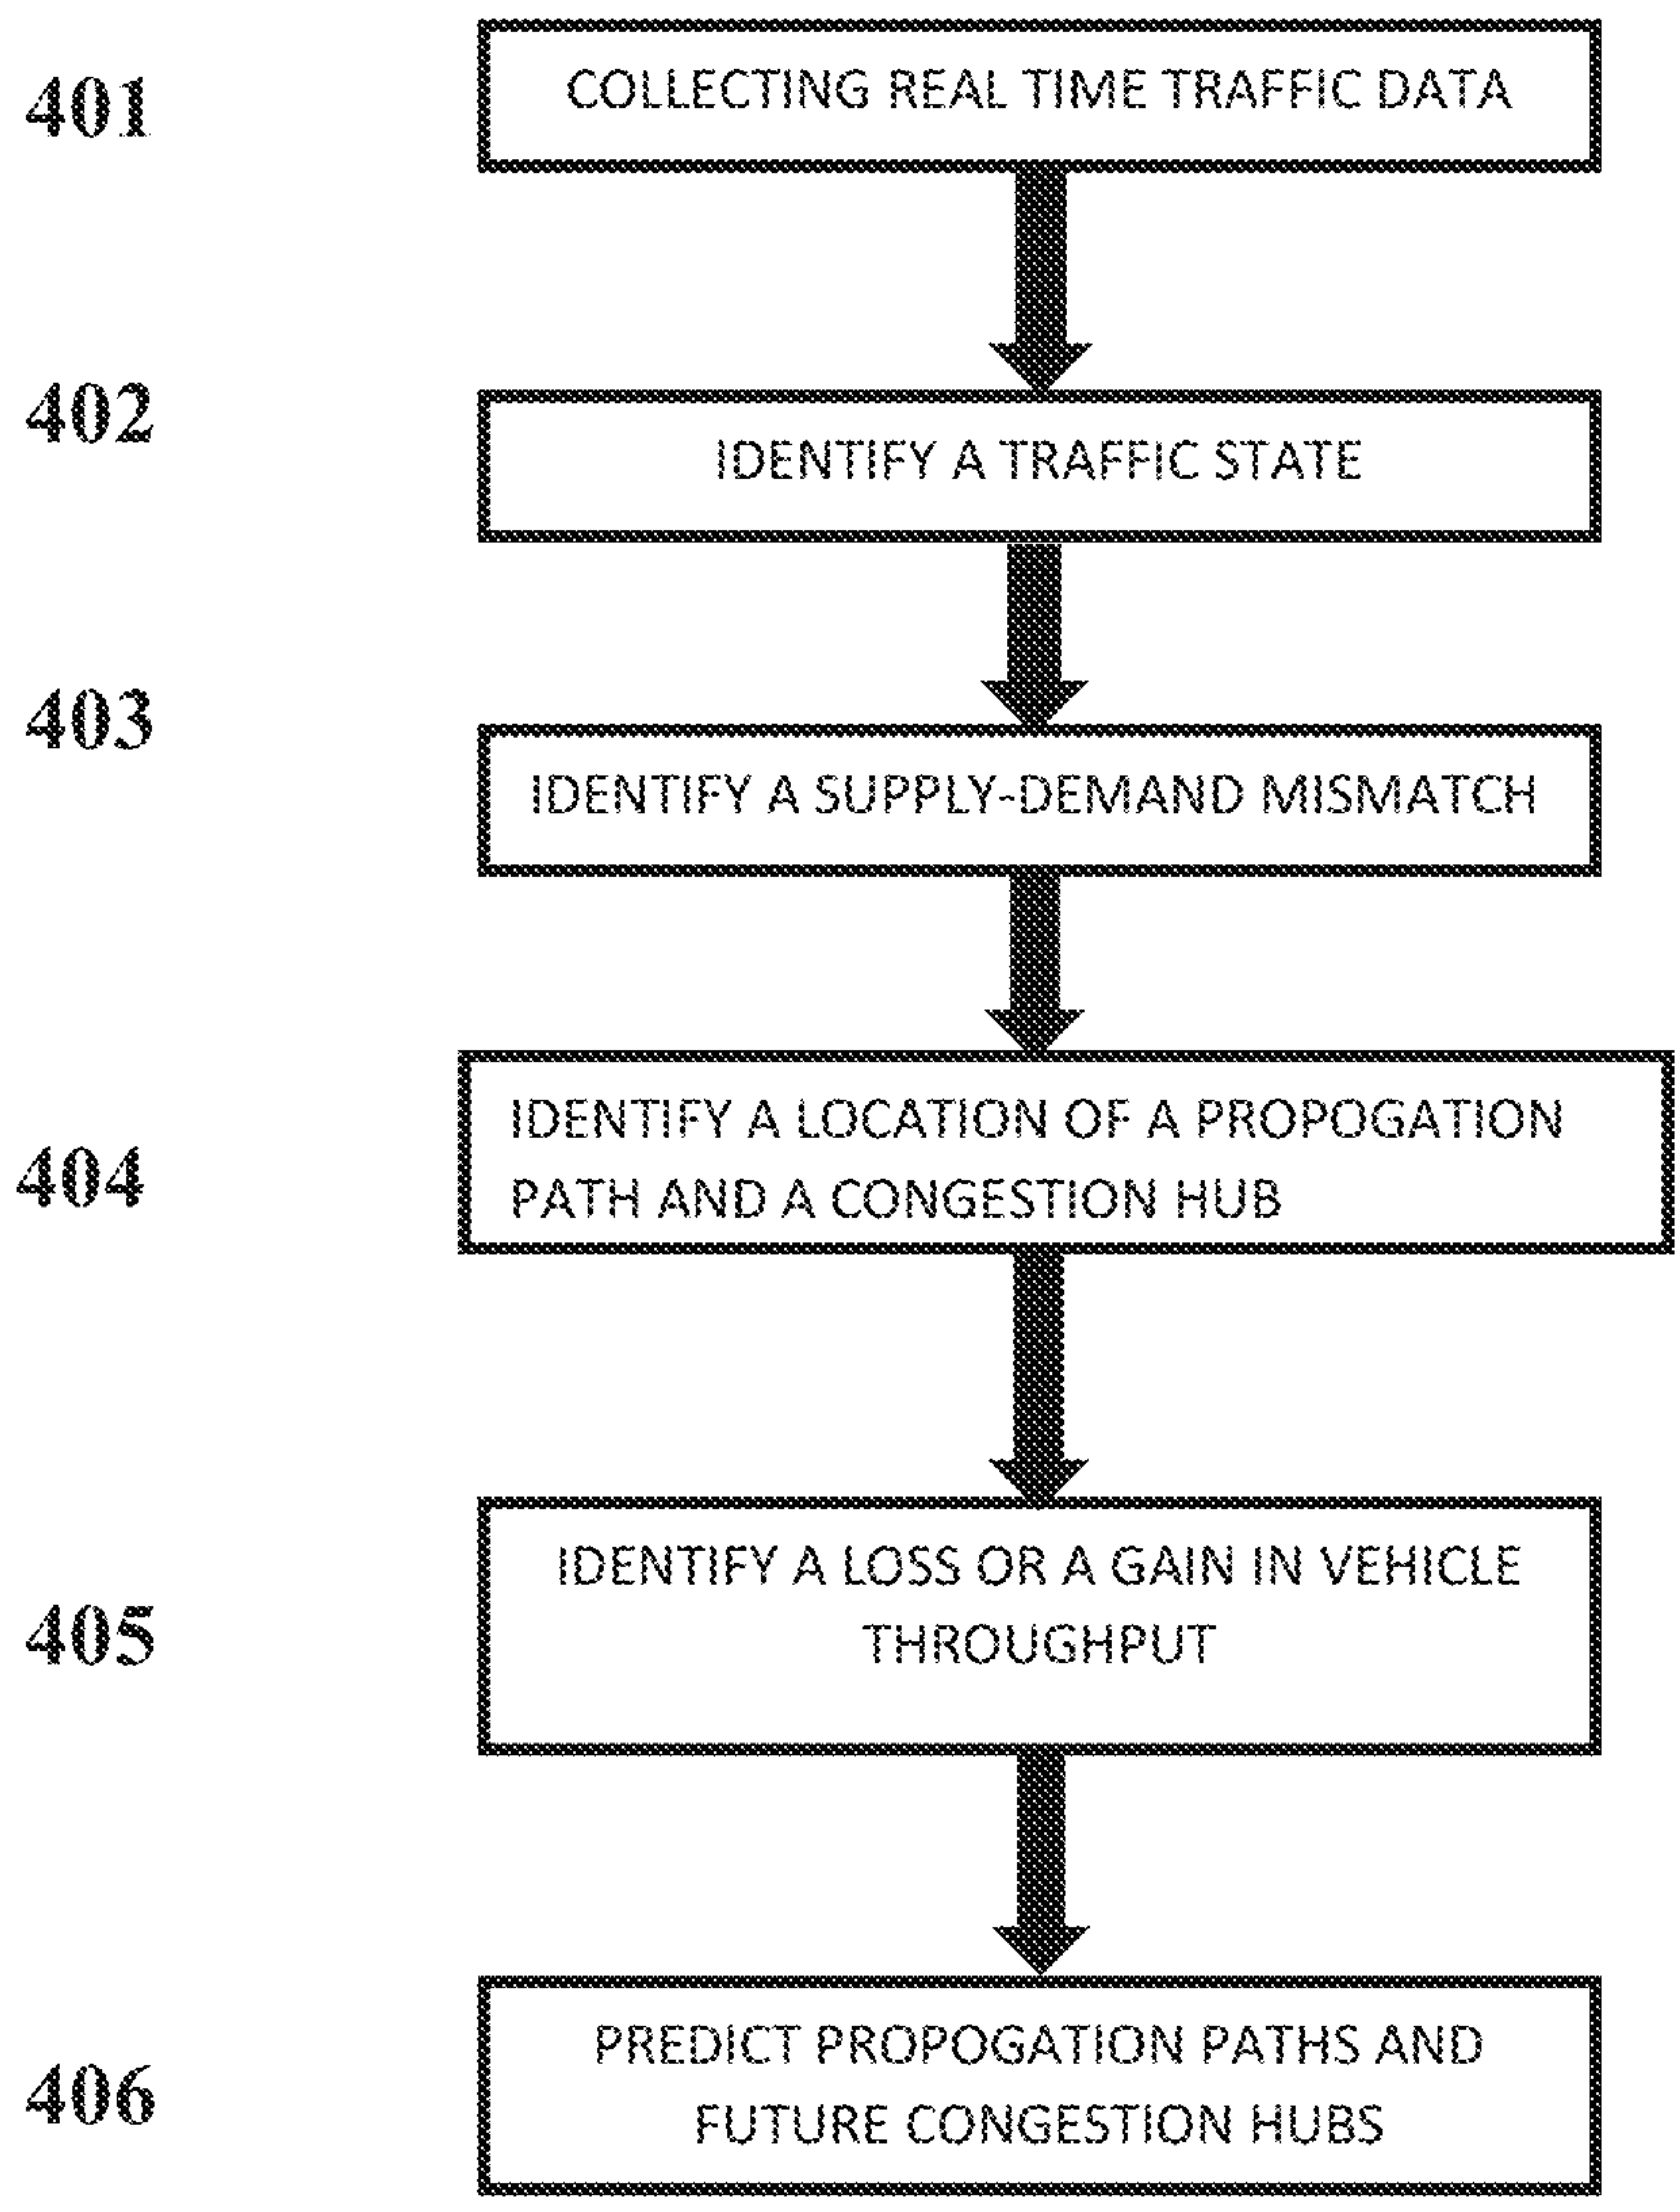 401
COLLECTING REAL TIME TRAFFIC DATA
402
IDENTIFY A TRAFFIC STATE
403
IDENTIFY A SUPPLY-DEMAND MISMATCH
404
IDENTIFY A LOCATION OF A PROPOGATION
PATH AND A CONGESTION HUB
405
IDENTIFY A LOSS OR A GAIN IN VEHICLE
THROUGHPUT
406
PREDICT PROPOGATION PATHS AND
FUTURE CONGESTION HUBS